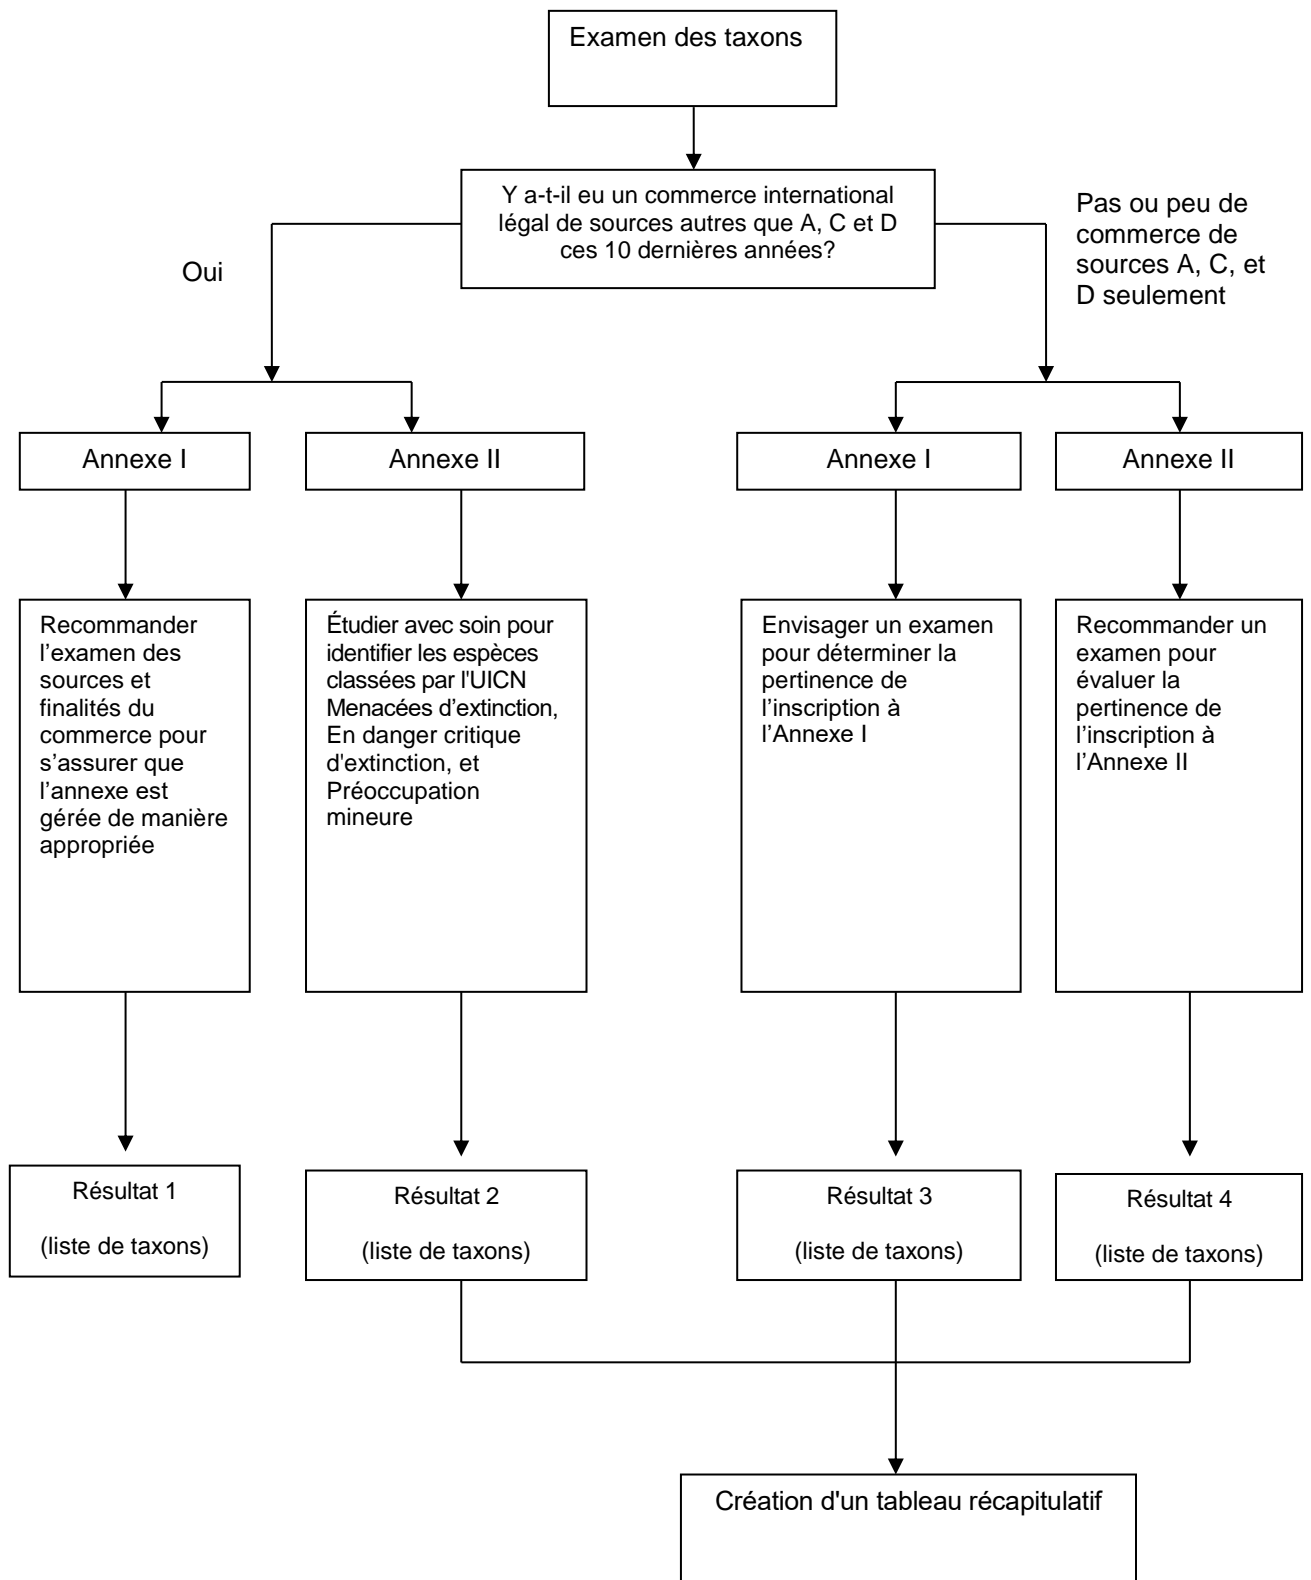 Examen des taxons
Y a-t-il eu un commerce international
légal de sources autres que A, C et D
ces 10 dernières années?
Oui
Pas ou peu de
commerce de
sources A, C, et
D seulement
Annexe I
Annexe II
Annexe I
Annexe II
Recommander
l’examen des
sources et
finalités du
commerce pour
s’assurer que
l’annexe est
gérée de manière
appropriée
Étudier avec soin pour
identifier les espèces
classées par l'UICN
Menacées d’extinction,
En danger critique
d'extinction, et
Préoccupation
mineure
Envisager un examen
pour déterminer la
pertinence de
l’inscription à
l’Annexe I
Recommander un
examen pour
évaluer la
pertinence de
l’inscription à
l’Annexe II
Résultat 1
(liste de taxons)
Résultat 2
(liste de taxons)
Résultat 3
(liste de taxons)
Résultat 4
(liste de taxons)
Création d'un tableau récapitulatif